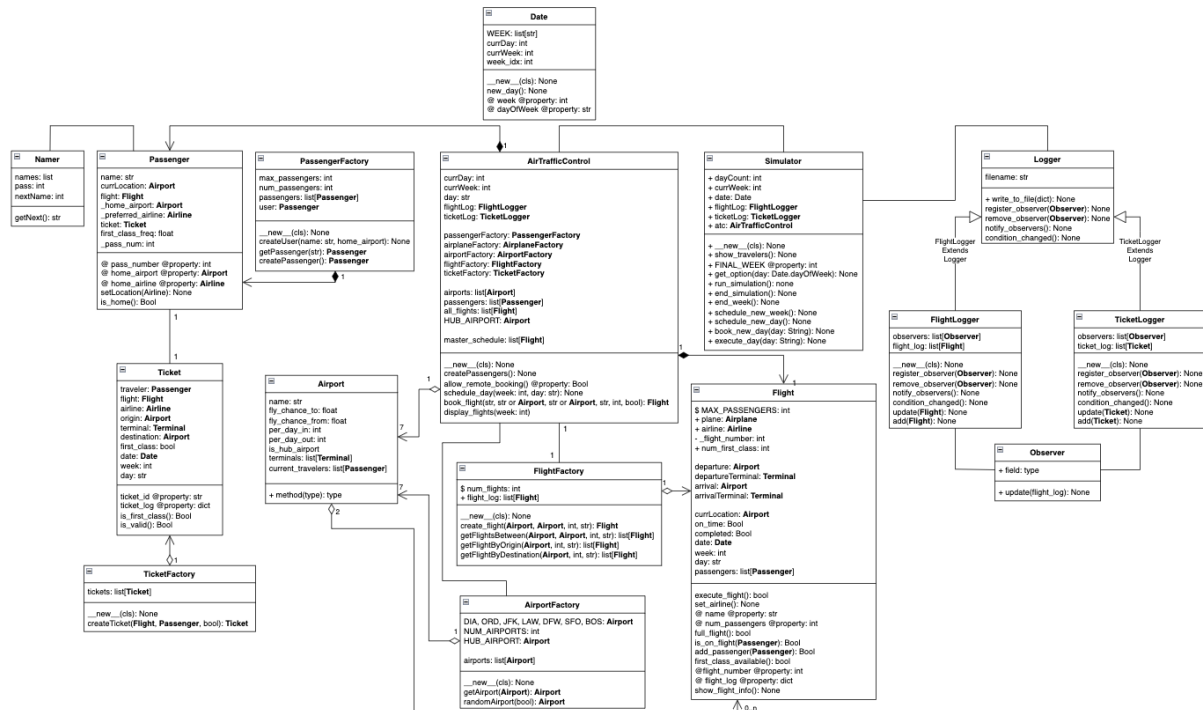 Date
WEEK: list[str]
currDay: int
currWeek: int
week_idx: int
__new__(cls): None
new_day(): None
@ week @property: int
@ dayOfWeek @property: str
Namer
names: list
pass: int
nextName: int
getNext(): str
Passenger
name: str
currLocation: Airport
flight: Flight
_home_airport: Airport
_preferred_airline: Airline
ticket: Ticket
first_class_freq: float
_pass_num: int
@ pass_number @property: int
@ home_airport @property: Airport
@ home_airline @property: Airline
setLocation(Airline): None
is_home(): Bool
1
1
PassengerFactory
max_passengers: int
num_passengers: int
passengers: list[Passenger]
user: Passenger
__new__(cls): None
createUser(name: str, home_airport): None
getPassenger(str): Passenger
createPasenger(): Passenger
1
1
AirTrafficControl
currDay: int
currWeek: int
day: str
flightLog: FlightLogger
ticketLog: TicketLogger
passengerFactory: PassengerFactory
airplaneFactory: AirplaneFactory
airportFactory: AirportFactory
flightFactory: FlightFactory
ticketFactory: TicketFactory
airports: list[Airport]
passengers: list[Passenger]
all_flights: list[Flight]
HUB_AIRPORT: Airport
master_schedule: list[Flight]
__new__(cls): None
createPassengers(): None
allow_remote_booking() @property: Bool
schedule_day(week: int, day: str): None
book_flight(str, str or Airport, str or Airport, str, int, bool): Flight
display_flights(week: int)
1
1
1
1
Simulator
+ dayCount: int
+ currWeek: int
+ date: Date
+ flightLog: FlightLogger
+ ticketLog: TicketLogger
+ atc: AirTrafficControl
+ __new__(cls): None
+ show_travelers(): None
+ FINAL_WEEK @property: int
+ get_option(day: Date.dayOfWeek): None
+ run_simulation(): none
+ end_simulation(): None
+ end_week(): None
+ schedule_new_week(): None
+ schedule_new_day(): None
+ book_new_day(day: String): None
+ execute_day(day: String): None
Logger
filename: str
+ write_to_file(dict): None
register_observer(Observer): None
remove_observer(Observer): None
notify_observers(): None
condition_changed(): None
FlightLogger
Extends
Logger
TicketLogger
Extends
Logger
FlightLogger
observers: list[Observer]
flight_log: list[Flight]
__new__(cls): None
register_observer(Observer): None
remove_observer(Observer): None
notify_observers(): None
condition_changed(): None
update(Flight): None
add(Flight): None
TicketLogger
observers: list[Observer]
ticket_log: list[Ticket]
__new__(cls): None
register_observer(Observer): None
remove_observer(Observer): None
notify_observers(): None
condition_changed(): None
update(Ticket): None
add(Ticket): None
Observer
+ field: type
+ update(flight_log): None
Ticket
traveler: Passenger
flight: Flight
airline: Airline
origin: Airport
terminal: Terminal
destination: Airport
first_class: bool
date: Date
week: int
day: str
ticket_id @property: str
ticket_log @property: dict
is_first_class(): Bool
is_valid(): Bool
1
TicketFactory
tickets: list[Ticket]
__new__(cls): None
createTicket(Flight, Passenger, bool): Ticket
Airport
name: str
fly_chance_to: float
fly_chance_from: float
per_day_in: int
per_day_out: int
is_hub_airport
terminals: list[Terminal]
current_travelers: list[Passenger]
+ method(type): type
7
7
2
FlightFactory
$ num_flights: int
+ flight_log: list[Flight]
__new__(cls): None
create_flight(Airport, Airport, int, str): Flight
getFlightsBetween(Airport, Airport, int, str): list[Flight]
getFlightByOrigin(Airport, int, str): list[Flight]
getFlightByDestination(Airport, int, str): list[Flight]
1
AirportFactory
DIA, ORD, JFK, LAW, DFW, SFO, BOS: Airport
NUM_AIRPORTS: int
HUB_AIRPORT: Airport
airports: list[Airport]
__new__(cls): None
getAirport(Airport): Airport
randomAirport(bool): Airport
1
1
Flight
$ MAX_PASSENGERS: int
+ plane: Airplane
+ airline: Airline
- _flight_number: int
+ num_first_class: int
departure: Airport
departureTerminal: Terminal
arrival: Airport
arrivalTerminal: Terminal
currLocation: Airport
on_time: Bool
completed: Bool
date: Date
week: int
day: str
passengers: list[Passenger]
execute_flight(): bool
set_airline(): None
@ name @property: str
@ num_passengers @property: int
full_flight(): bool
is_on_flight(Passenger): Bool
add_passenger(Passenger): Bool
first_class_available(): bool
@flight_number @property: int
@ flight_log @property: dict
show_flight_info(): None
0..n